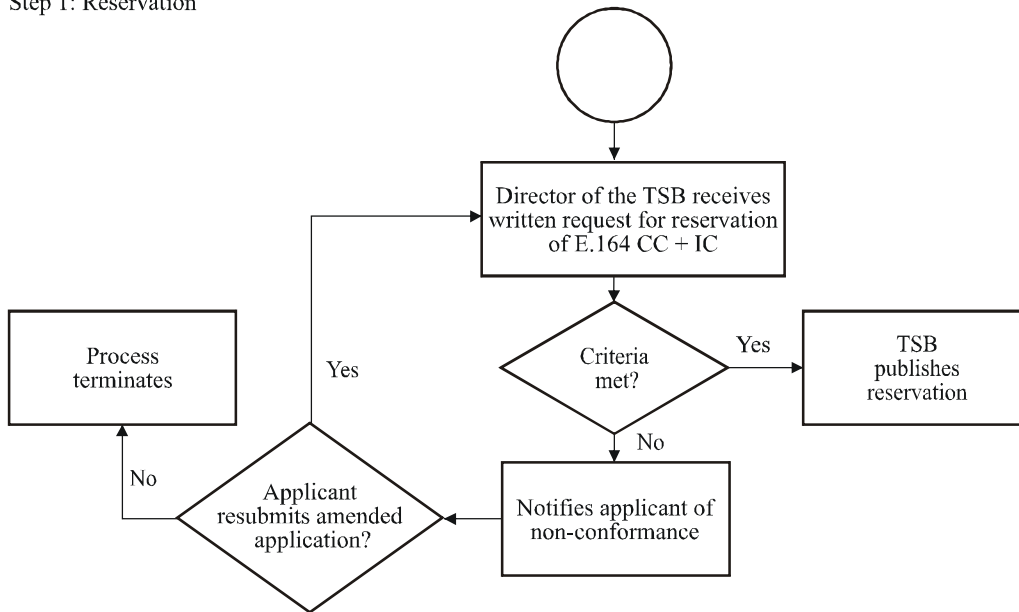 Step 1: Reservation
Director of the TSB receives
written request for reservation
of E.164 CC + IC
Process
terminates
Yes
Criteria
met?
Yes
TSB
publishes
reservation
No
No
Applicant
resubmits amended
application?
Notifies applicant of
non-conformance